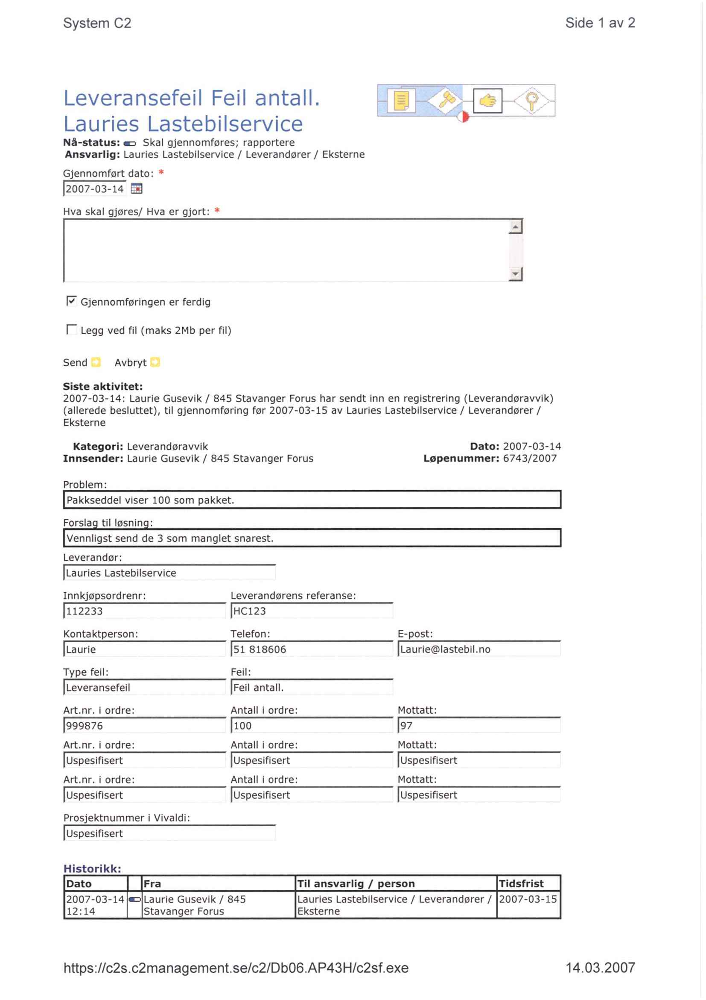 System C2 Side 1 av 2
Leveransefeil Feil antall.
Lauries Lastebilservice
Nå-status: Skal gjennomføres; rapportere
Ansvarlig: Lauries Lastebilservice / Leverandører / Eksterne
Gjennomført dato: *
2007-03-14
Hva skal gjøres/ Hva er gjort: *
Gjennomføringen er ferdig
Legg ved fil (maks 2Mb per fil)
Send Avbryt
Siste aktivitet:
2007-03-14: Laurie Gusevik / 845 Stavanger Forus har sendt inn en registrering (Leverandøravvik)
(allerede besluttet), til gjennomføring før 2007-03-15 av Lauries Lastebilservice / Leverandører /
Eksterne
Kategori: Leverandøravvik Dato: 2007-03-14
Innsender: Laurie Gusevik / 845 Stavanger Forus Løpenummer: 6743/2007
Problem:
Pakkseddel viser 100 som pakket.
Forslag til løsning:
Vennligst send de 3 som manglet snarest.
Leverandør:
Lauries Lastebilservice
Innkjøpsordrenr: Leverandørens referanse:
112233 HC123
Kontaktperson: Telefon: E-post:
Laurie 51 818606 Laurie@lastebil.no
Type feil: Feil:
Leveransefeil Feil antall.
Art.nr. i ordre: Antall i ordre: Mottatt:
999876 100 97
Art.nr. i ordre: Antall i ordre: Mottatt:
Uspesifisert Uspesifisert Uspesifisert
Art.nr. i ordre: Antall i ordre: Mottatt:
Uspesifisert Uspesifisert Uspesifisert
Prosjektnummer i Vivaldi:
Uspesifisert
Historikk:
Dato Fra Til ansvarlig / person Tidsfrist
2007-03-14 Laurie Gusevik / 845 Lauries Lastebilservice / Leverandører / 2007-03-15
12:14 Stavanger Forus Eksterne
https://c2s.c2management.se/c2/Db06.AP43H/c2sf.exe 14.03.2007